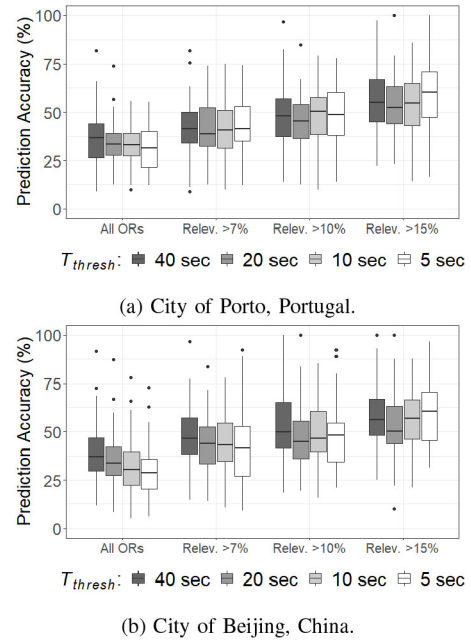 100
75
50
25
0
Prediction Accuracy (%)
All ORs Relev. >7% Relev. >10% Relev. >15%
T thresh: 40 sec 20 sec 10 sec 5 sec
(a) City of Porto, Portugal.
100
75
50
25
0
Prediction Accuracy (%)
All ORs Relev. >7% Relev. >10% Relev. >15%
T thresh: 40 sec 20 sec 10 sec 5 sec
(b) City of Beijing, China.